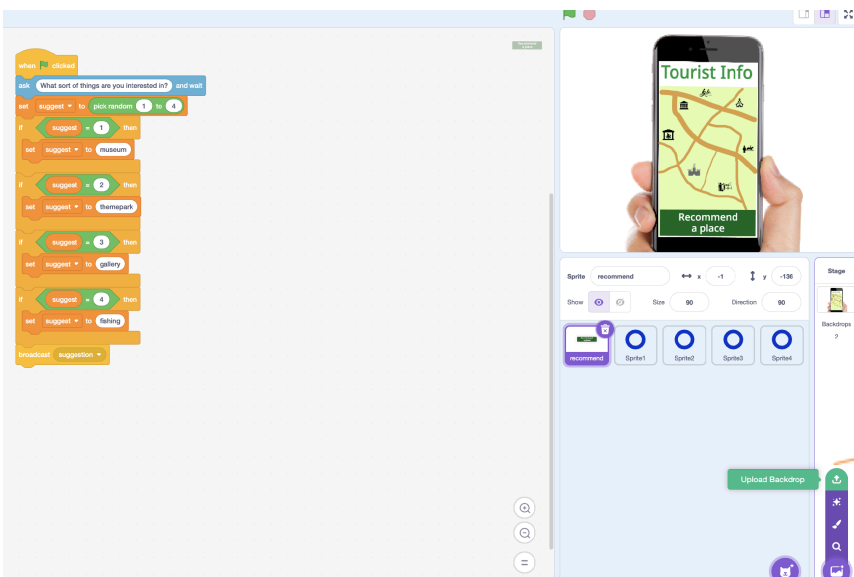 when clicked
ask What sort of things are you interested in? and wait
set suggest to pick random 1 to 4
if suggest = 1 then
set suggest to museum
if suggest = 2 then
set suggest to themepark
if suggest = 3 then
set suggest to gallery
if suggest = 4 then
set suggest to fishing
broadcast suggestion
Tourist Info
Recommend
a place
Sprite recommend x -1 y -136
Show Size 90 Direction 90
recommend Sprite1 Sprite2 Sprite3 Sprite4
Stage
Backdrops
Upload Backdrop